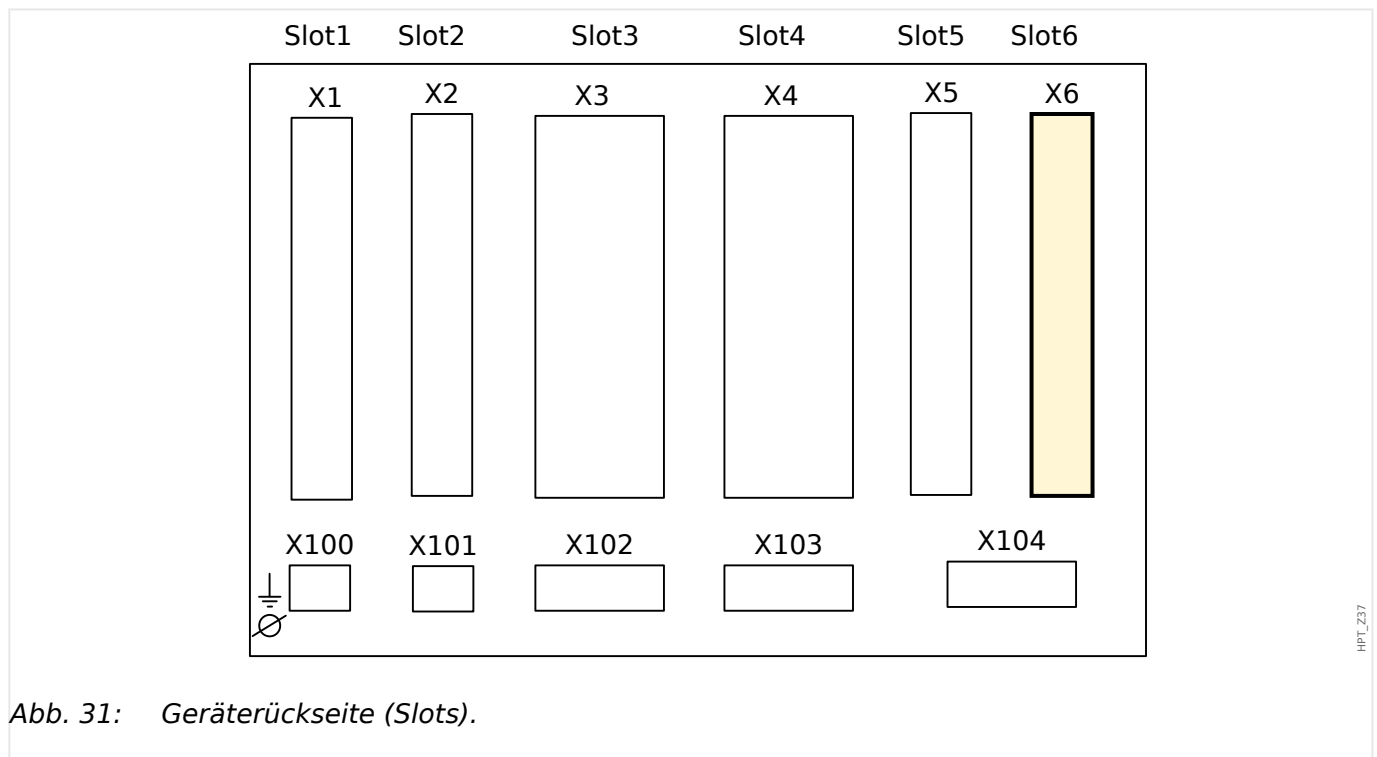 Slot1 Slot2 Slot3 Slot4 Slot5 Slot6
X1 X2 X3 X4 X5 X6
X100 X101 X102 X103 X104
HPT_Z37
Abb. 31: Geräterückseite (Slots).